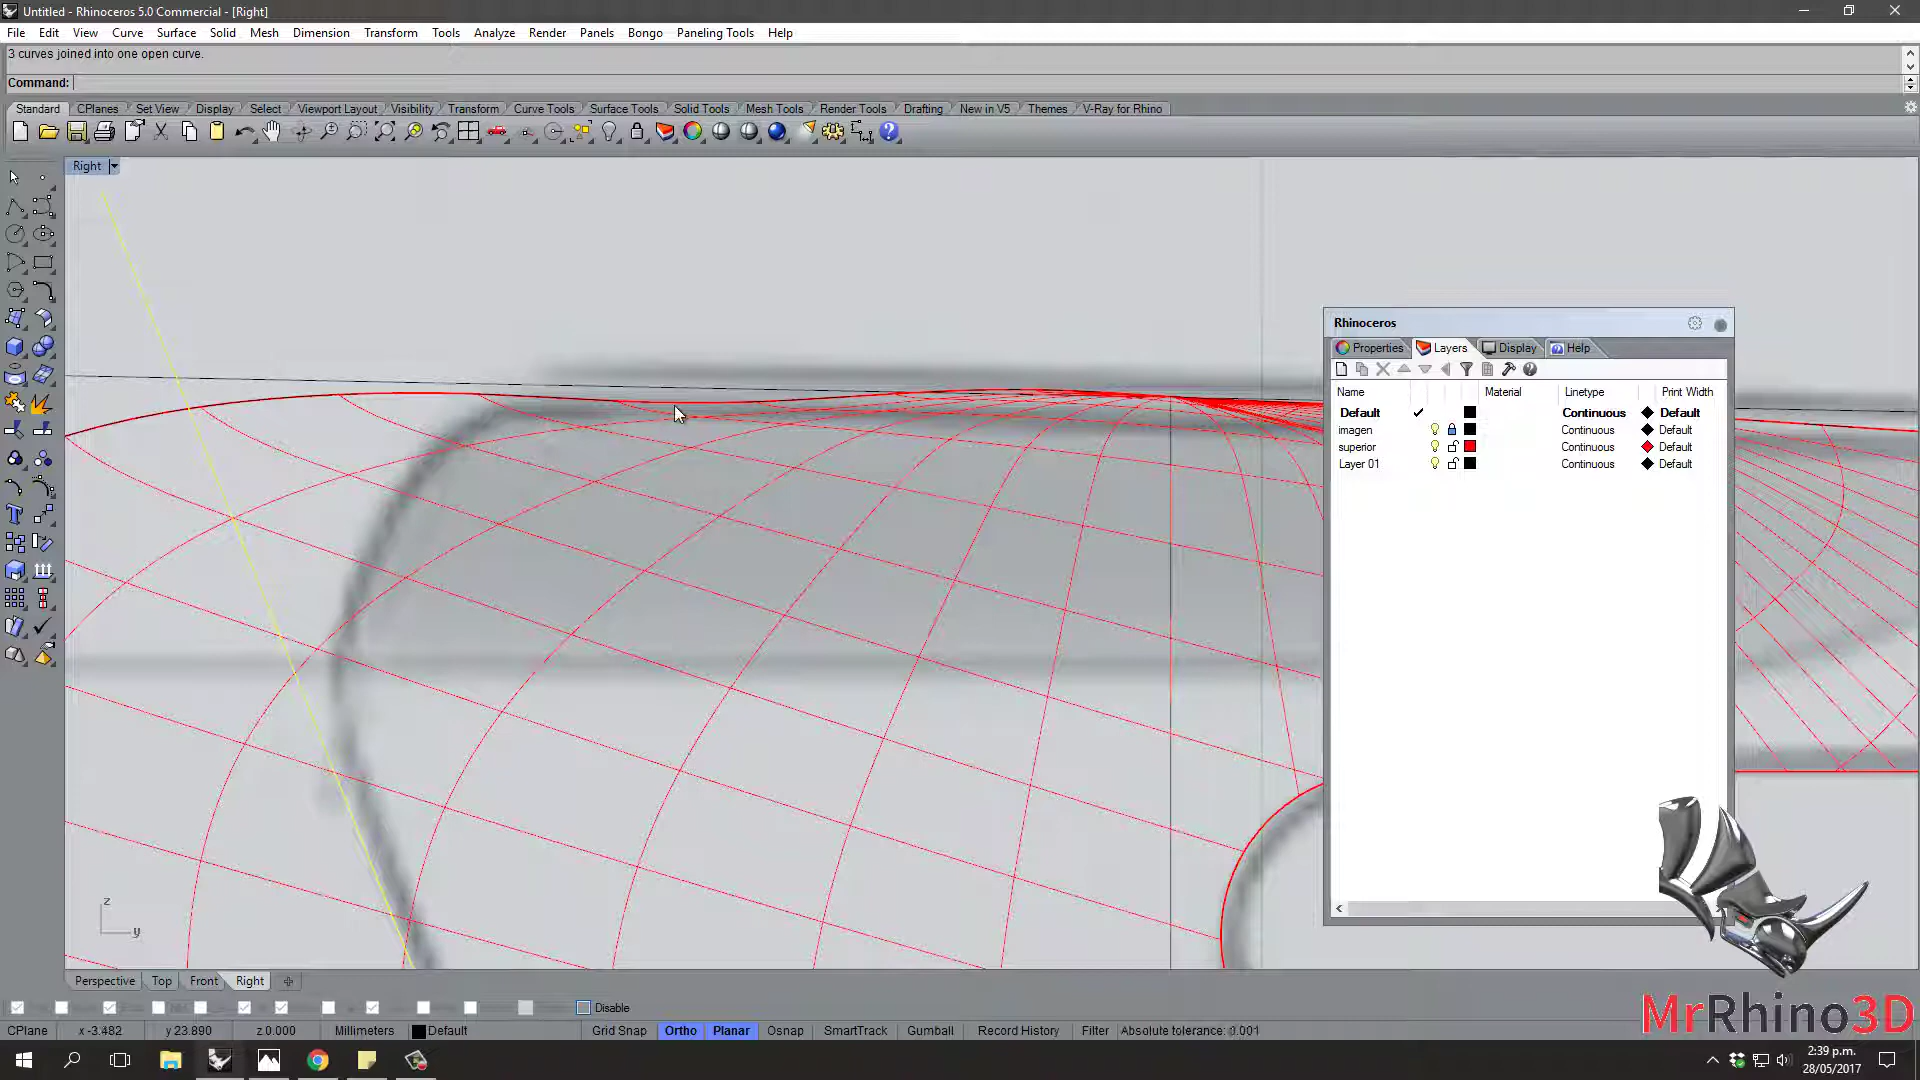 Untitled - Rhinoceros 5.0 Commercial - [Right]
File Edit View Curve Surface Solid Mesh Dimension Transform Tools Analyze Render Panels Bongo Paneling Tools Help
3 curves joined into one open curve.
Command:
Standard CPlanes Set View Display Select Viewport Layout Visibility Transform Curve Tools Surface Tools Solid Tools Mesh Tools Render Tools Drafting New in V5 Themes V-Ray for Rhino
Right
Rhinoceros
Properties Layers Display Help
Name Material Linetype Print Width
Default Continuous Default
imagen Continuous Default
superior Continuous Default
Layer 01 Continuous Default
z
y
Perspective Top Front Right
Disable
CPlane x -3.482 y 23.890 z 0.000 Millimeters Default Grid Snap Ortho Planar Osnap SmartTrack Gumball Record History Filter Absolute tolerance: 0.001
MrRhino3D
2:39 p.m.
28/05/2017